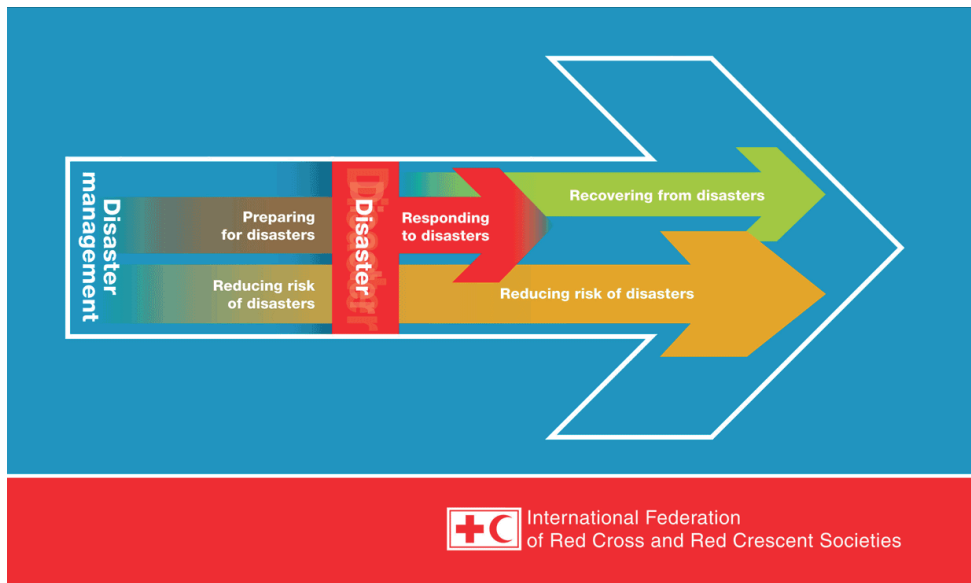 Disaster
management
Preparing
for disasters
Reducing risk
of disasters
Disaster
Disaster
Responding
to disasters
Recovering from disasters
Reducing risk of disasters
International Federation
of Red Cross and Red Crescent Societies